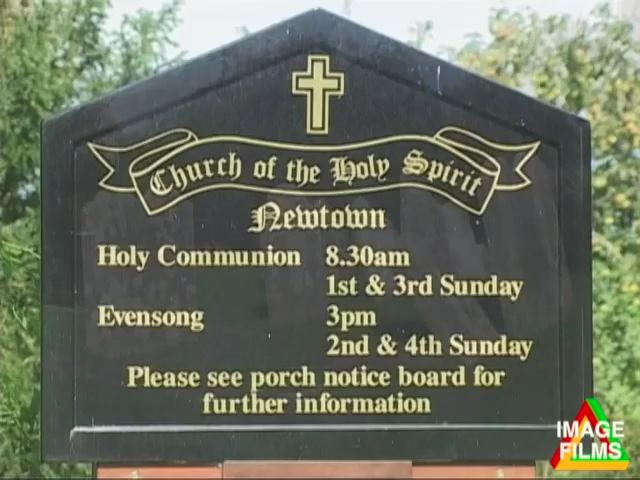 Church of the Holy Spirit
Newtown
Holy Communion 8.30am
1st & 3rd Sunday
Evensong 3pm
2nd & 4th Sunday
Please see porch notice board for
further information
IMAGE
FILMS